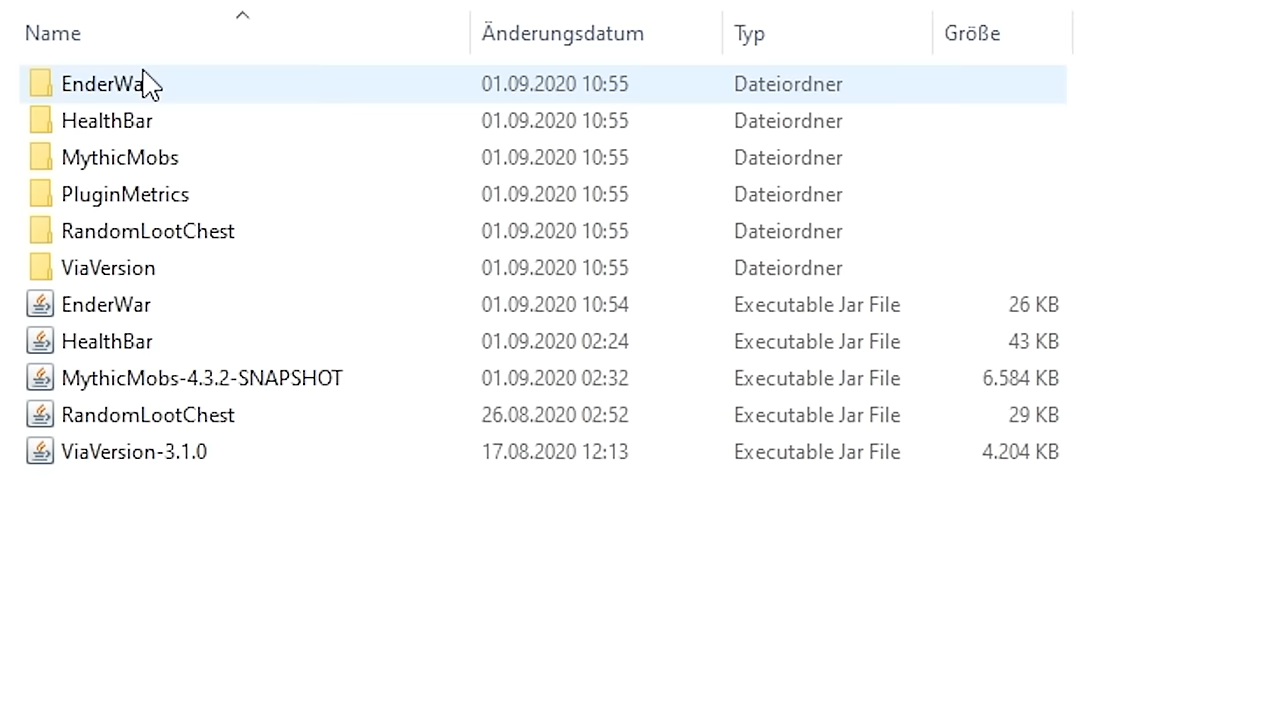 Name Änderungsdatum Typ Größe
EnderWar 01.09.2020 10:55 Dateiordner
HealthBar 01.09.2020 10:55 Dateiordner
MythicMobs 01.09.2020 10:55 Dateiordner
PluginMetrics 01.09.2020 10:55 Dateiordner
RandomLootChest 01.09.2020 10:55 Dateiordner
ViaVersion 01.09.2020 10:55 Dateiordner
EnderWar 01.09.2020 10:54 Executable Jar File 26 KB
HealthBar 01.09.2020 02:24 Executable Jar File 43 KB
MythicMobs-4.3.2-SNAPSHOT 01.09.2020 02:32 Executable Jar File 6.584 KB
RandomLootChest 26.08.2020 02:52 Executable Jar File 29 KB
ViaVersion-3.1.0 17.08.2020 12:13 Executable Jar File 4.204 KB